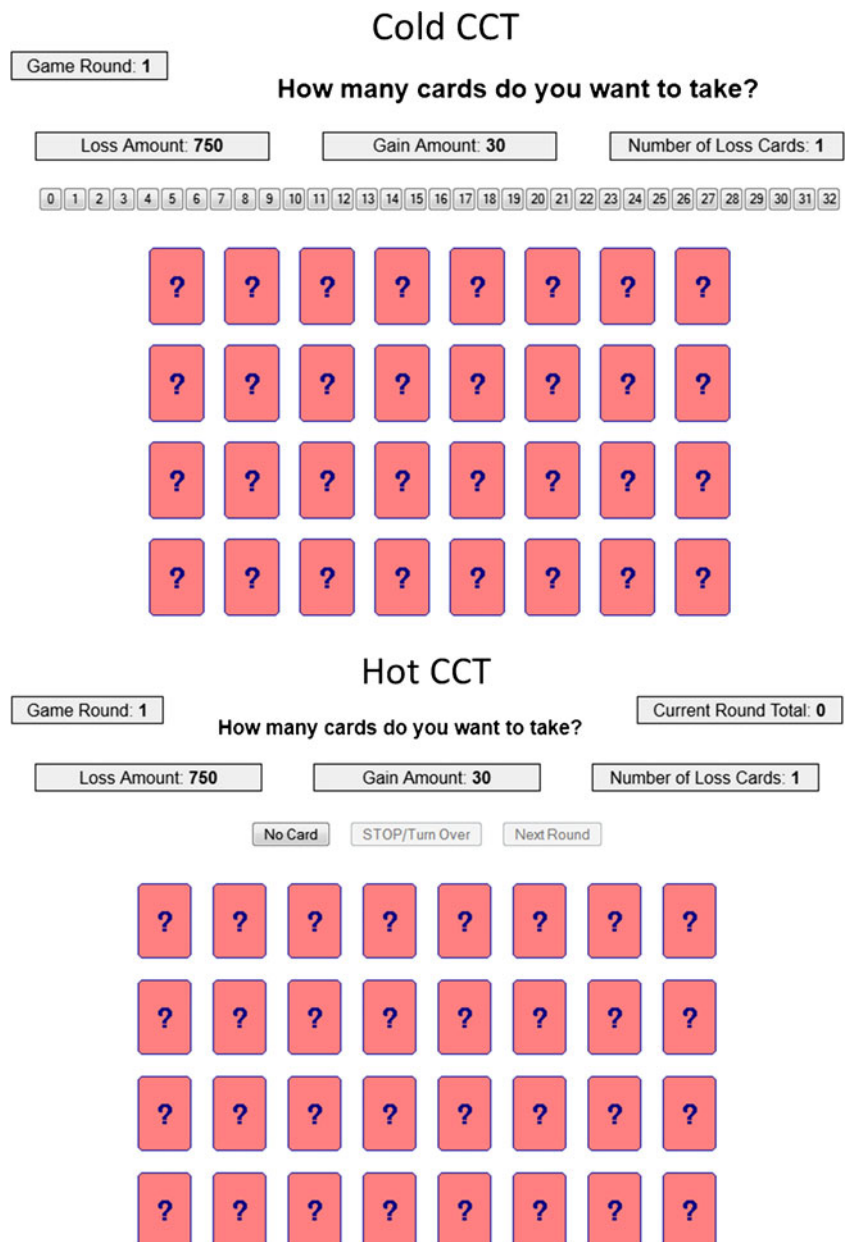 Cold CCT
Game Round: 1
How many cards do you want to take?
Loss Amount: 750 Gain Amount: 30 Number of Loss Cards: 1
0 1 2 3 4 5 6 7 8 9 10 11 12 13 14 15 16 17 18 19 20 21 22 23 24 25 26 27 28 29 30 31 32
? ? ? ? ? ? ? ?
? ? ? ? ? ? ? ?
? ? ? ? ? ? ? ?
? ? ? ? ? ? ? ?
Hot CCT
Game Round: 1
How many cards do you want to take?
Current Round Total: 0
Loss Amount: 750 Gain Amount: 30 Number of Loss Cards: 1
No Card STOP/Turn Over Next Round
? ? ? ? ? ? ? ?
? ? ? ? ? ? ? ?
? ? ? ? ? ? ? ?
? ? ? ? ? ? ? ?